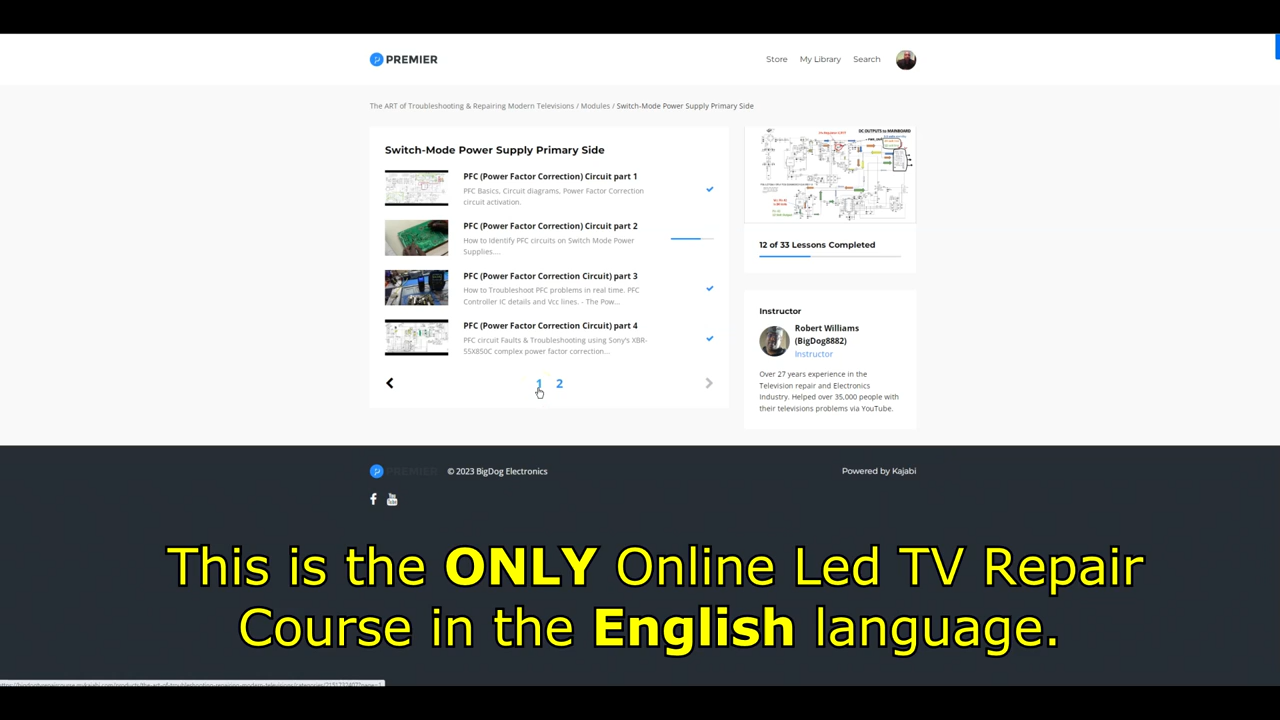 PREMIER
Store My Library Search
The ART of Troubleshooting & Repairing Modern Televisions / Modules / Switch-Mode Power Supply Primary Side
Switch-Mode Power Supply Primary Side
PFC (Power Factor Correction) Circuit part 1
PFC Basics, Circuit diagrams, Power Factor Correction
circuit activation.
PFC (Power Factor Correction) Circuit part 2
How to Identify PFC circuits on Switch Mode Power
Supplies....
PFC (Power Factor Correction Circuit) part 3
How to Troubleshoot PFC problems in real time. PFC
Controller IC details and Vcc lines. - The Pow...
PFC (Power Factor Correction Circuit) part 4
PFC circuit Faults & Troubleshooting using Sony's XBR-
55X850C complex power factor correction...
1 2
DC OUTPUTS to MAINBOARD
12 of 33 Lessons Completed
Instructor
Robert Williams
(BigDog8882)
Instructor
Over 27 years experience in the
Television repair and Electronics
Industry. Helped over 35,000 people with
their televisions problems via YouTube.
PREMIER © 2023 BigDog Electronics
Powered by Kajabi
This is the ONLY Online Led TV Repair
Course in the English language.